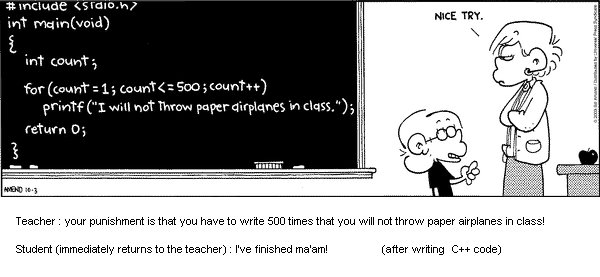 #include <stdio.h>
int main(void)
{
int count;
for (count = 1; count <= 500; count++)
printf ("I will not throw paper airplanes in class.");
return 0;
}
NICE TRY.
AMEND 10-3
Teacher : your punishment is that you have to write 500 times that you will not throw paper airplanes in class!
Student (immediately returns to the teacher) : I've finished ma'am! (after writing C++ code)